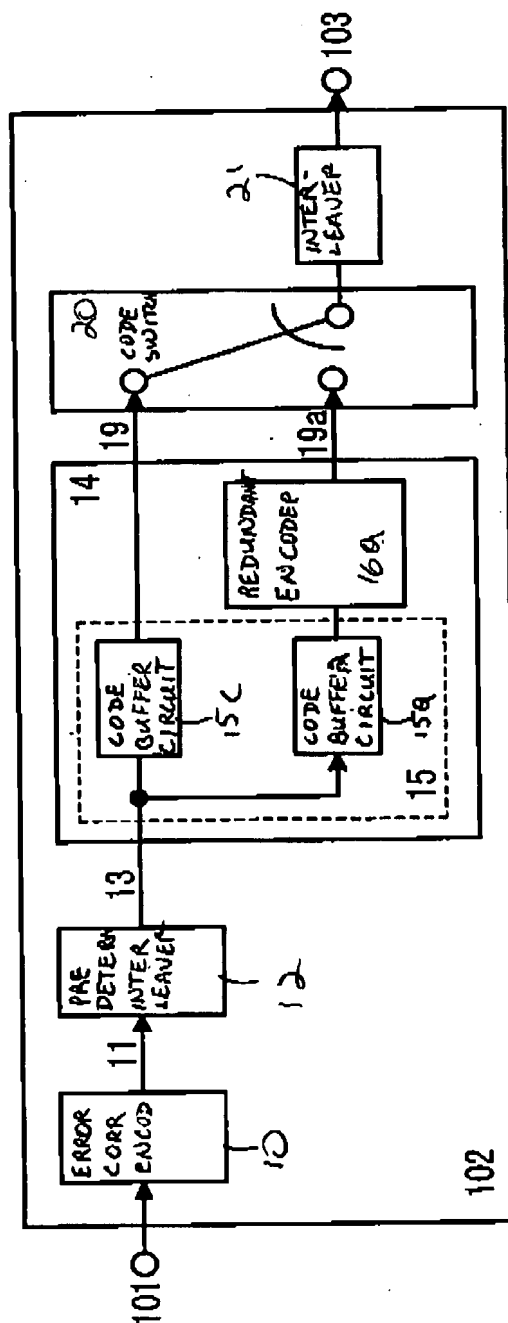 101
102
ERROR
CORR
ENCOD
10
11
PRE
DETERM
INTER
LEAVER
12
13
14
CODE
BUFFER
CIRCUIT
15c
CODE
BUFFER
CIRCUIT
15a
15
REDUNDANT
ENCODER
16a
19
19a
20
CODE
SWITCH
INTER-
LEAVER
21
103